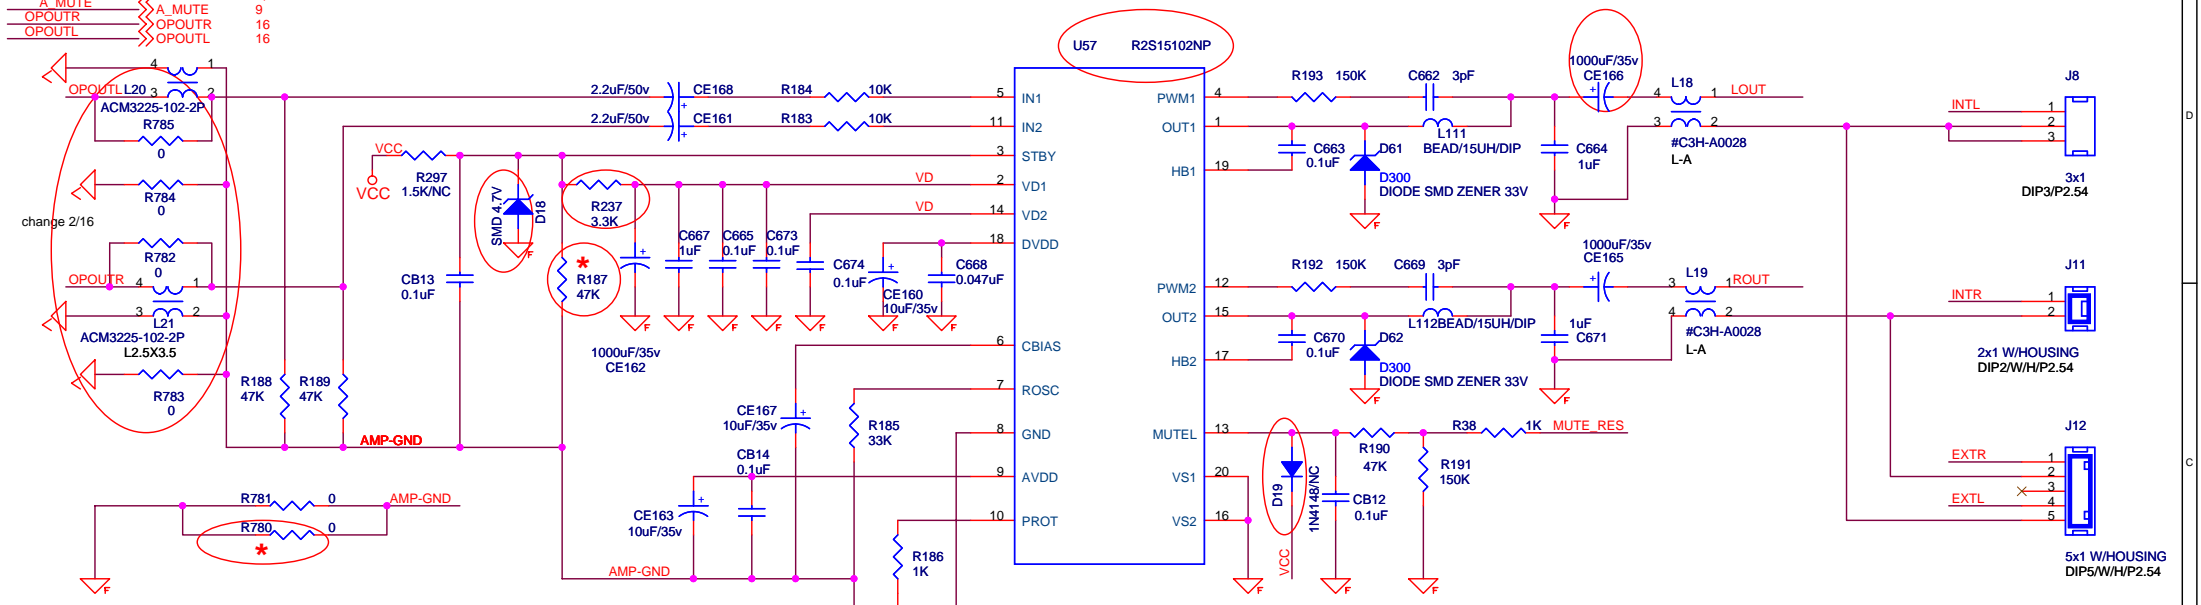 A_MUTE A_MUTE 9
OPOUTR OPOUTR 16
OPOUTL OPOUTL 16
4 1
OPOUTL L20 3 2
ACM3225-102-2P
R785
0
R784
0
change 2/16
R782
0
OPOUTR 4 1
3 2
L21
ACM3225-102-2P
L2.5X3.5
R783
0
R188
47K
R189
47K
AMP-GND
R781 0 AMP-GND
R780 0
*
F
2.2uF/50v CE168 R184 10K
+
2.2uF/50v CE161 R183 10K
+
VCC
VCC
R297
1.5K/NC
CB13
0.1uF
SMD 4.7V
D18
F
R237
3.3K
*
R187
47K
+
1000uF/35v
CE162
C667
1uF
C665
0.1uF
C673
0.1uF
C674
0.1uF
VD
VD
+
CE160
10uF/35v
C668
0.047uF
F F F F F F F
CE167
10uF/35v
+
R185
33K
CB14
0.1uF
CE163
10uF/35v
+
R186
1K
AMP-GND
U57 R2S15102NP
5 IN1
11 IN2
3 STBY
2 VD1
14 VD2
18 DVDD
6 CBIAS
7 ROSC
8 GND
9 AVDD
10 PROT
PWM1 4
OUT1 1
HB1 19
PWM2 12
OUT2 15
HB2 17
MUTEL 13
VS1 20
VS2 16
R193 150K C662 3pF
L111
BEAD/15UH/DIP
C663
0.1uF
D61
D300
DIODE SMD ZENER 33V
F
1000uF/35v
CE166
+
C664
1uF
F
L18
4 1 LOUT
3 2
#C3H-A0028
L-A
R192 150K C669 3pF
L112BEAD/15UH/DIP
C670
0.1uF
D62
D300
DIODE SMD ZENER 33V
F
1000uF/35v
CE165
+
1uF
C671
F
L19
3 1 ROUT
4 2
#C3H-A0028
L-A
R38 1K MUTE_RES
R190
47K
R191
150K
D19
1N4148/NC
CB12
0.1uF
VCC
F F F
J8
INTL 1
2
3
3x1
DIP3/P2.54
J11
INTR 1
2
2x1 W/HOUSING
DIP2/W/H/P2.54
J12
EXTR 1
2
3
EXTL 4
5
5x1 W/HOUSING
DIP5/W/H/P2.54
D
C